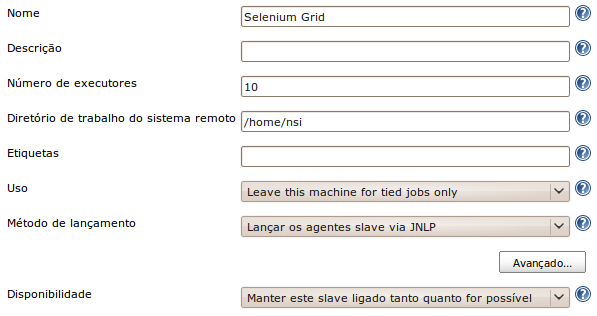 Nome Selenium Grid
Descrição
Número de executores 10
Diretório de trabalho do sistema remoto /home/nsi
Etiquetas
Uso Leave this machine for tied jobs only
Método de lançamento Lançar os agentes slave via JNLP
Avançado...
Disponibilidade Manter este slave ligado tanto quanto for possível